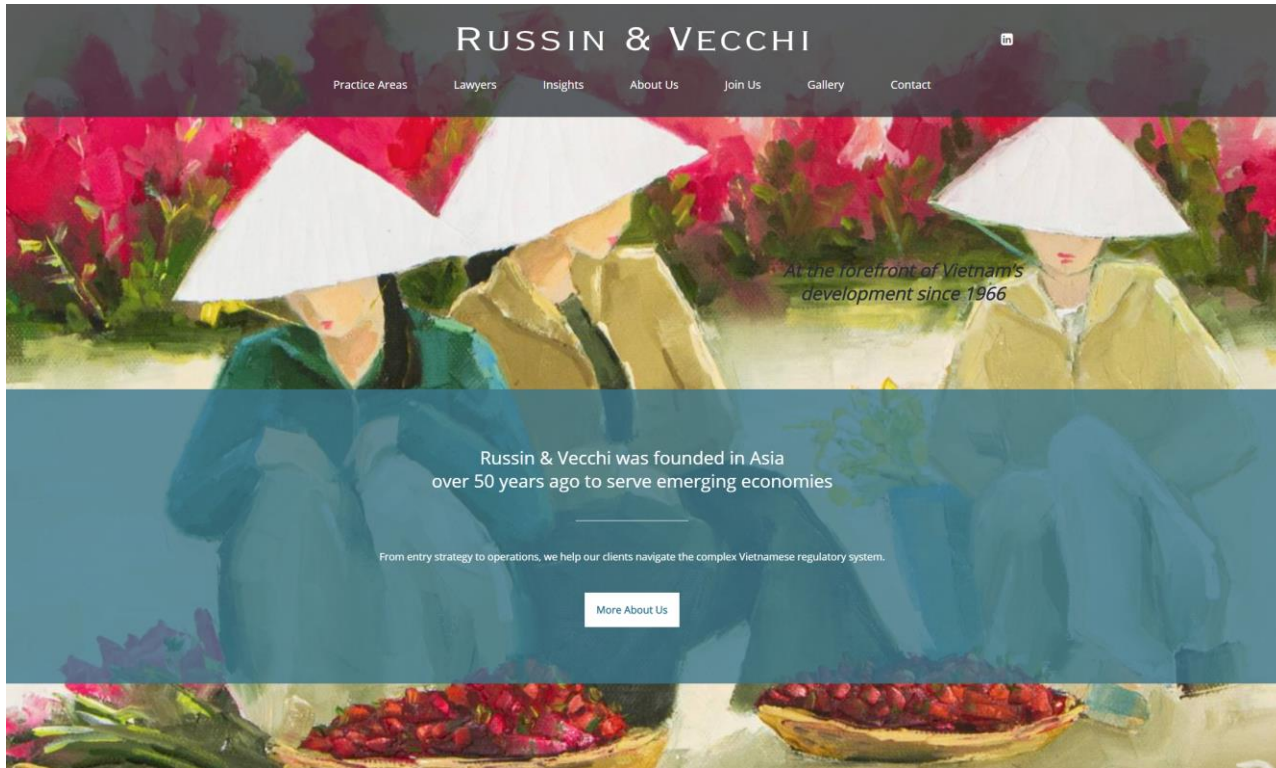 RUSSIN & VECCHI
in
Practice Areas Lawyers Insights About Us Join Us Gallery Contact
At the forefront of Vietnam's
development since 1966
Russin & Vecchi was founded in Asia
over 50 years ago to serve emerging economies
From entry strategy to operations, we help our clients navigate the complex Vietnamese regulatory system.
More About Us